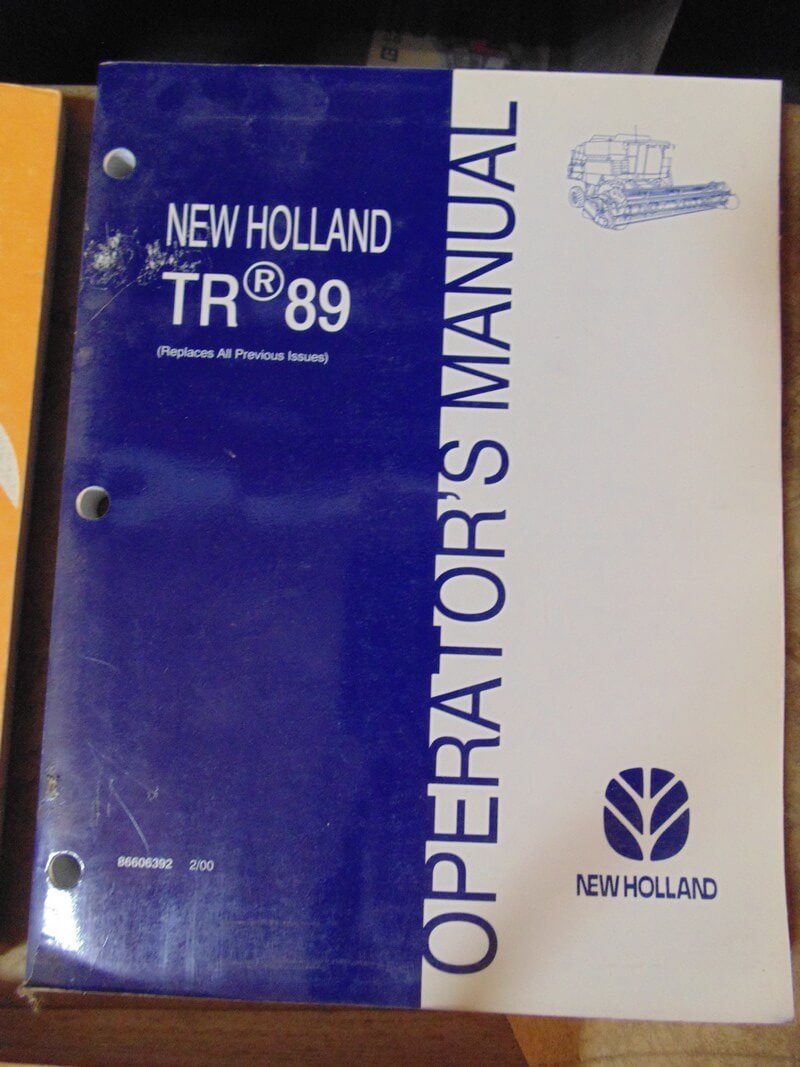 NEW HOLLAND
TR®89
(Replaces All Previous Issues)
86606392 2/00
OPERATOR'S MANUAL
NEW HOLLAND